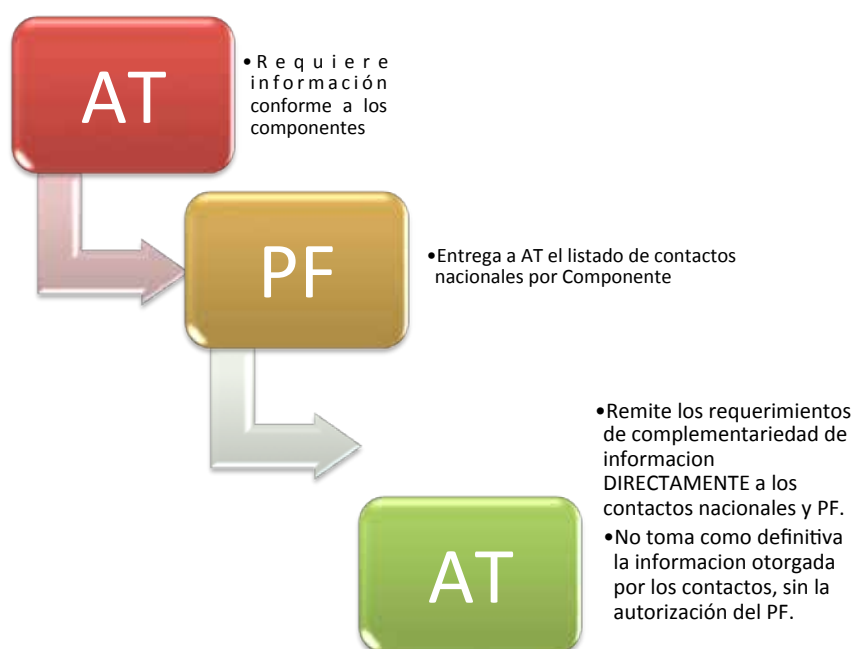 AT
•Requiere
información
conforme a los
componentes
PF
•Entrega a AT el listado de contactos
nacionales por Componente
AT
•Remite los requerimientos
de complementariedad de
informacion
DIRECTAMENTE a los
contactos nacionales y PF.
•No toma como definitiva
la informacion otorgada
por los contactos, sin la
autorización del PF.